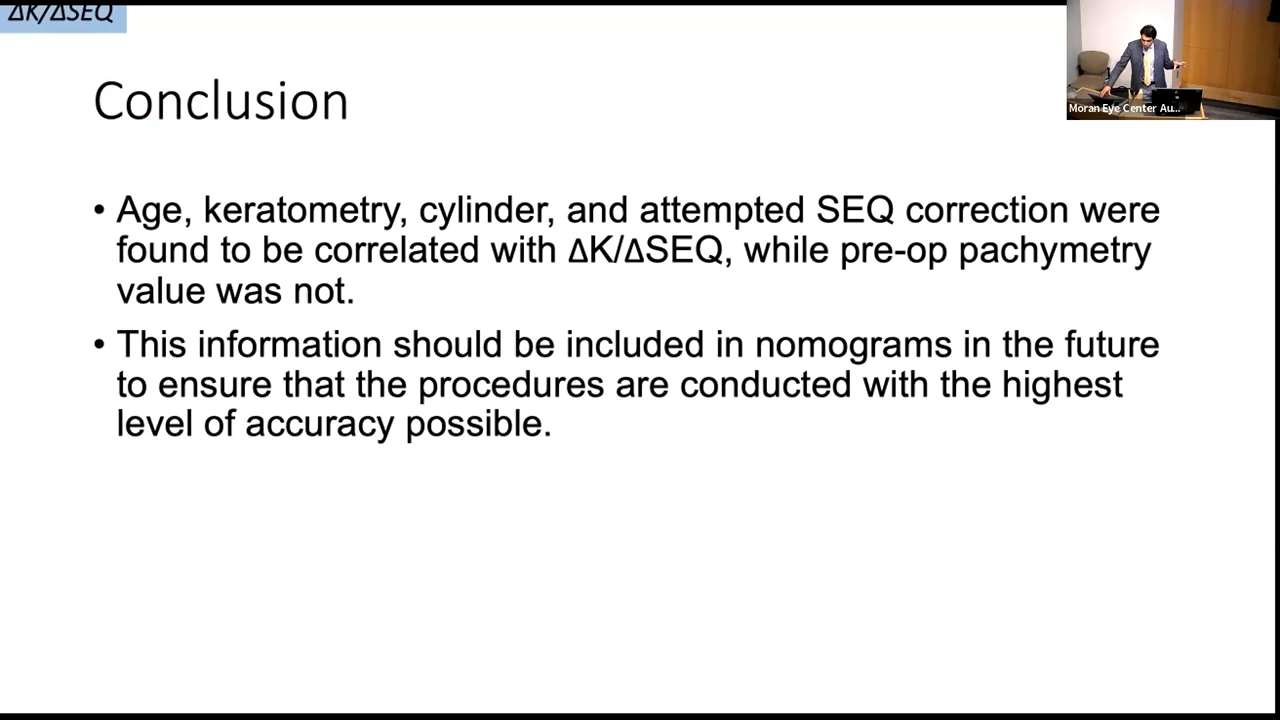 ΔK/ΔSEQ
Moran Eye Center Au...
Conclusion
• Age, keratometry, cylinder, and attempted SEQ correction were
found to be correlated with ΔK/ΔSEQ, while pre-op pachymetry
value was not.
• This information should be included in nomograms in the future
to ensure that the procedures are conducted with the highest
level of accuracy possible.